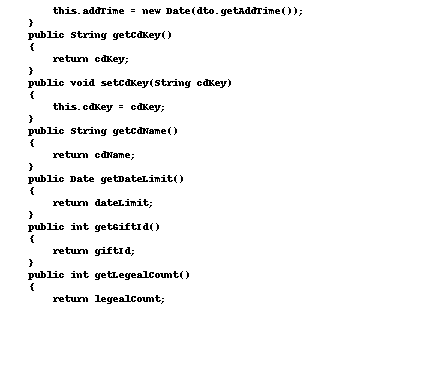 this.addTime = new Date(dto.getAddTime());
}
public String getCdKey()
{
return cdKey;
}
public void setCdKey(String cdKey)
{
this.cdKey = cdKey;
}
public String getCdName()
{
return cdName;
}
public Date getDateLimit()
{
return dateLimit;
}
public int getGiftId()
{
return giftId;
}
public int getLegealCount()
{
return legealCount;